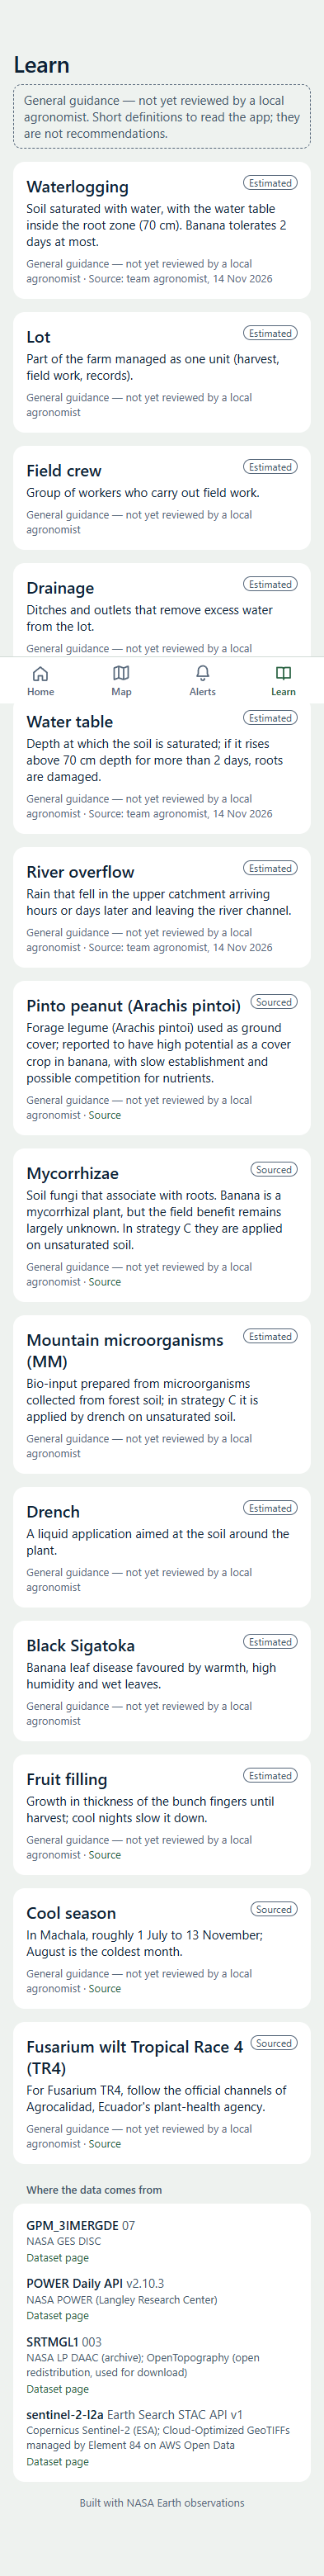 Learn
General guidance — not yet reviewed by a local
agronomist. Short definitions to read the app; they
are not recommendations.
Waterlogging
Estimated
Soil saturated with water, with the water table
inside the root zone (70 cm). Banana tolerates 2
days at most.
General guidance — not yet reviewed by a local
agronomist · Source: team agronomist, 14 Nov 2026
Lot
Estimated
Part of the farm managed as one unit (harvest,
field work, records).
General guidance — not yet reviewed by a local
agronomist
Field crew
Estimated
Group of workers who carry out field work.
General guidance — not yet reviewed by a local
agronomist
Drainage
Estimated
Ditches and outlets that remove excess water
from the lot.
General guidance — not yet reviewed by a local
Home
Map
Alerts
Learn
Water table
Estimated
Depth at which the soil is saturated; if it rises
above 70 cm depth for more than 2 days, roots
are damaged.
General guidance — not yet reviewed by a local
agronomist · Source: team agronomist, 14 Nov 2026
River overflow
Estimated
Rain that fell in the upper catchment arriving
hours or days later and leaving the river channel.
General guidance — not yet reviewed by a local
agronomist · Source: team agronomist, 14 Nov 2026
Pinto peanut (Arachis pintoi)
Sourced
Forage legume (Arachis pintoi) used as ground
cover; reported to have high potential as a cover
crop in banana, with slow establishment and
possible competition for nutrients.
General guidance — not yet reviewed by a local
agronomist · Source
Mycorrhizae
Sourced
Soil fungi that associate with roots. Banana is a
mycorrhizal plant, but the field benefit remains
largely unknown. In strategy C they are applied
on unsaturated soil.
General guidance — not yet reviewed by a local
agronomist · Source
Mountain microorganisms
(MM)
Estimated
Bio-input prepared from microorganisms
collected from forest soil; in strategy C it is
applied by drench on unsaturated soil.
General guidance — not yet reviewed by a local
agronomist
Drench
Estimated
A liquid application aimed at the soil around the
plant.
General guidance — not yet reviewed by a local
agronomist
Black Sigatoka
Estimated
Banana leaf disease favoured by warmth, high
humidity and wet leaves.
General guidance — not yet reviewed by a local
agronomist
Fruit filling
Estimated
Growth in thickness of the bunch fingers until
harvest; cool nights slow it down.
General guidance — not yet reviewed by a local
agronomist · Source
Cool season
Sourced
In Machala, roughly 1 July to 13 November;
August is the coldest month.
General guidance — not yet reviewed by a local
agronomist · Source
Fusarium wilt Tropical Race 4
(TR4)
Sourced
For Fusarium TR4, follow the official channels of
Agrocalidad, Ecuador's plant-health agency.
General guidance — not yet reviewed by a local
agronomist · Source
Where the data comes from
GPM_3IMERGDE 07
NASA GES DISC
Dataset page
POWER Daily API v2.10.3
NASA POWER (Langley Research Center)
Dataset page
SRTMGL1 003
NASA LP DAAC (archive); OpenTopography (open
redistribution, used for download)
Dataset page
sentinel-2-l2a Earth Search STAC API v1
Copernicus Sentinel-2 (ESA); Cloud-Optimized GeoTIFFs
managed by Element 84 on AWS Open Data
Dataset page
Built with NASA Earth observations